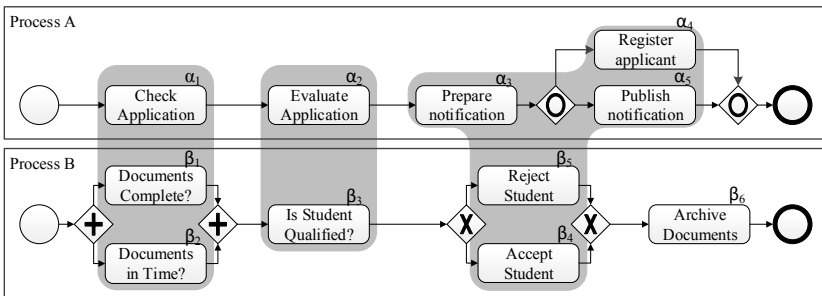 Process A
α1
Check
Application
α2
Evaluate
Application
α3
Prepare
notification
α4
Register
applicant
α5
Publish
notification
Process B
β1
Documents
Complete?
β2
Documents
in Time?
β3
Is Student
Qualified?
β5
Reject
Student
β4
Accept
Student
β6
Archive
Documents